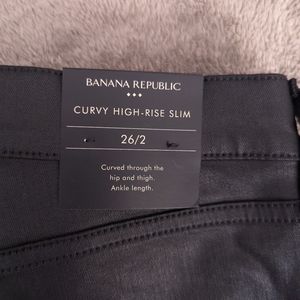 BANANA REPUBLIC
CURVY HIGH-RISE SLIM
26/2
Curved through the
hip and thigh.
Ankle length.